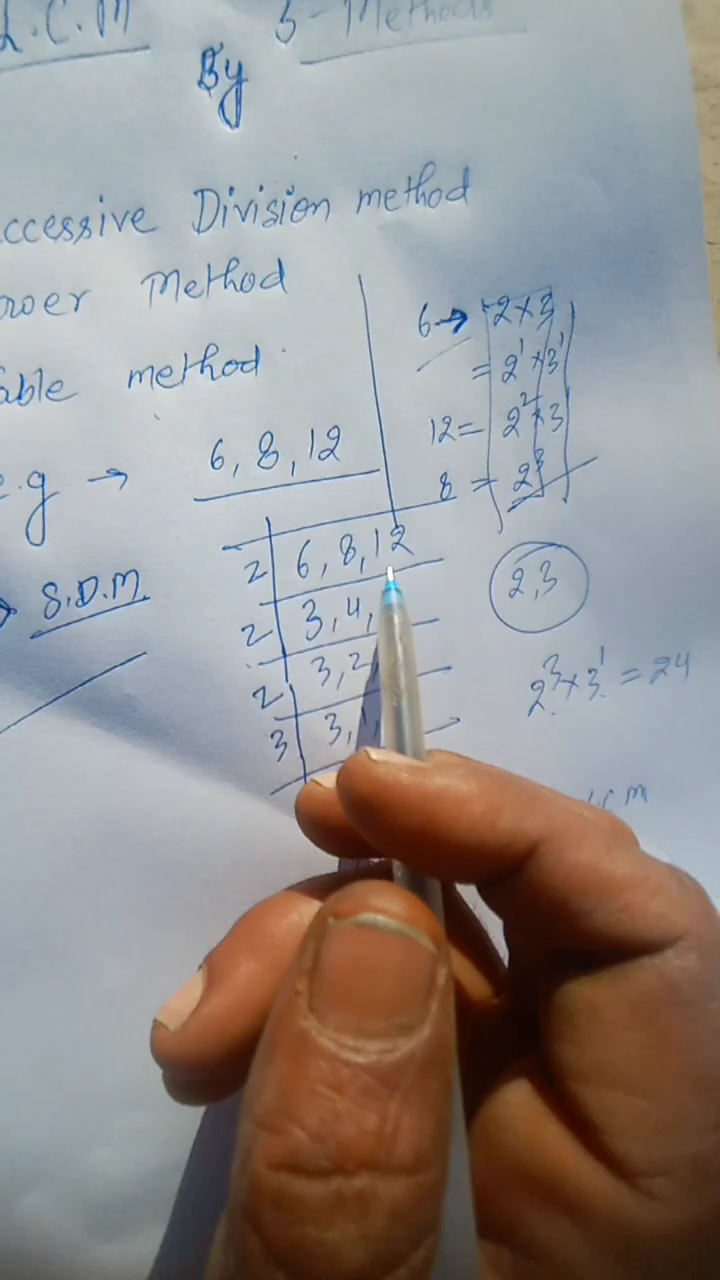 L.C.M 3-Methods
By
ccessive Division method
ower Method
able method
e.g → 6, 8, 12
S.D.M.
2 | 6, 8, 12
2 | 3, 4,
2 | 3, 2
3 | 3, 1,
6 → 2×3
= 2¹×3¹
12 = 2²×3
8 = 2³
2,3
2³×3¹ = 24